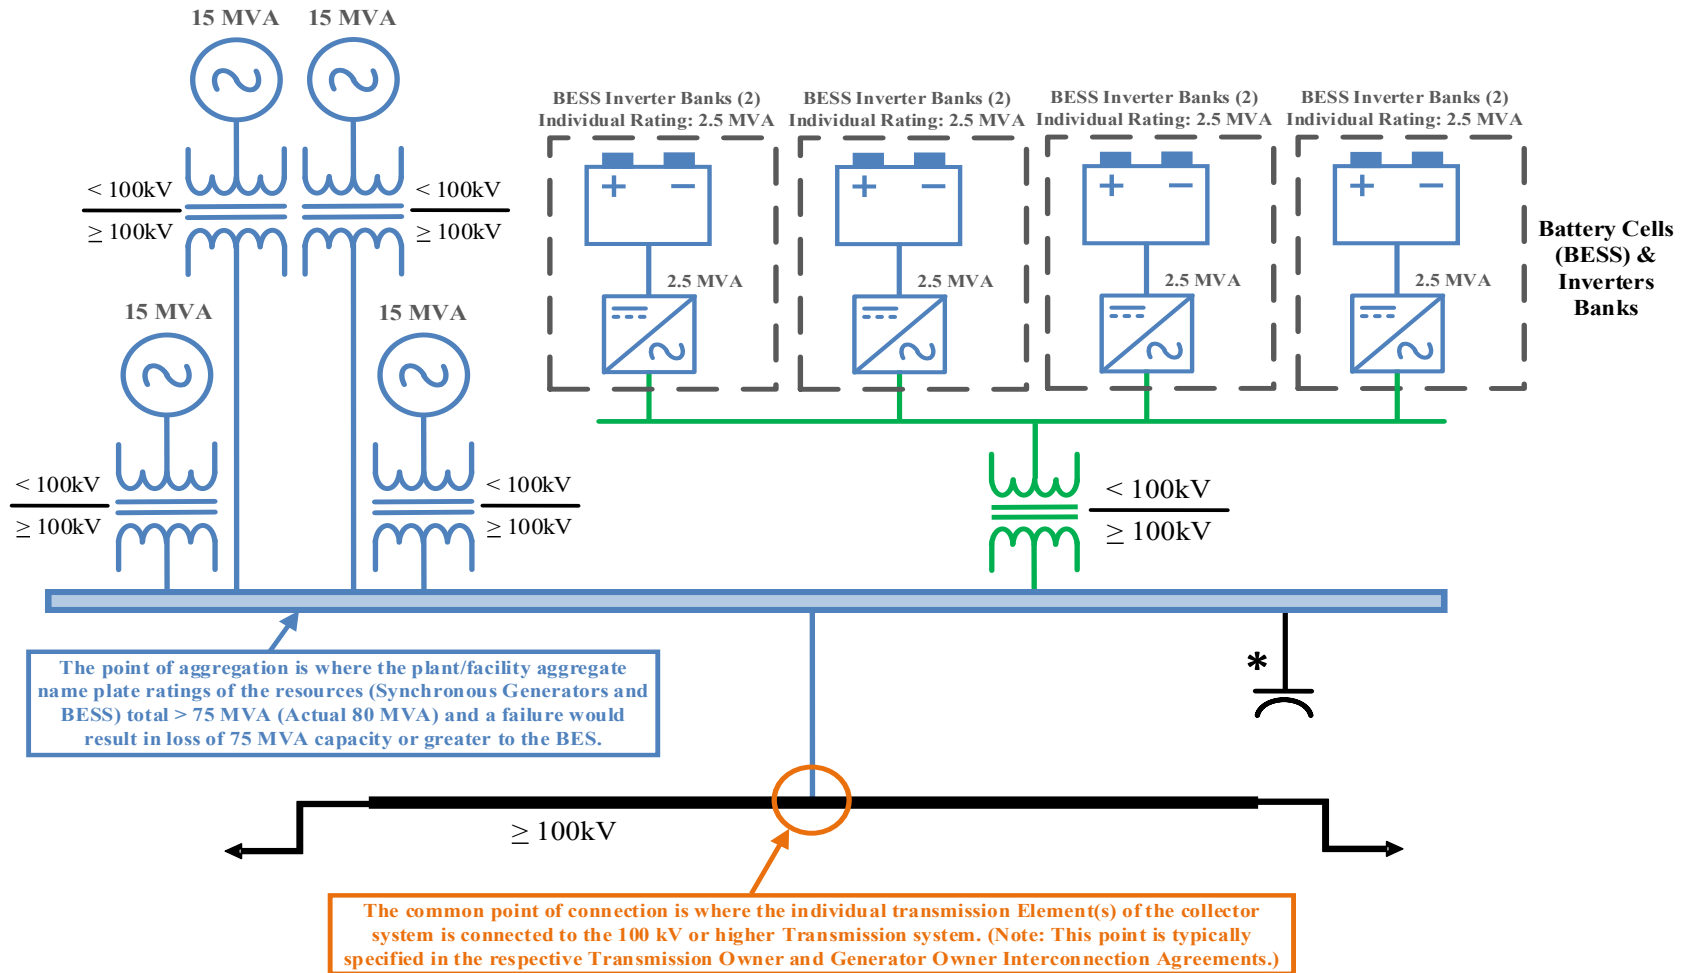 15 MVA
15 MVA
BESS Inverter Banks (2)
Individual Rating: 2.5 MVA
BESS Inverter Banks (2)
Individual Rating: 2.5 MVA
BESS Inverter Banks (2)
Individual Rating: 2.5 MVA
BESS Inverter Banks (2)
Individual Rating: 2.5 MVA
< 100kV
≥ 100kV
< 100kV
≥ 100kV
+ −
+ −
+ −
+ −
2.5 MVA
2.5 MVA
2.5 MVA
2.5 MVA
Battery Cells
(BESS) &
Inverters
Banks
15 MVA
15 MVA
< 100kV
≥ 100kV
< 100kV
≥ 100kV
< 100kV
≥ 100kV
The point of aggregation is where the plant/facility aggregate
name plate ratings of the resources (Synchronous Generators and
BESS) total > 75 MVA (Actual 80 MVA) and a failure would
result in loss of 75 MVA capacity or greater to the BES.
*
≥ 100kV
The common point of connection is where the individual transmission Element(s) of the collector
system is connected to the 100 kV or higher Transmission system. (Note: This point is typically
specified in the respective Transmission Owner and Generator Owner Interconnection Agreements.)